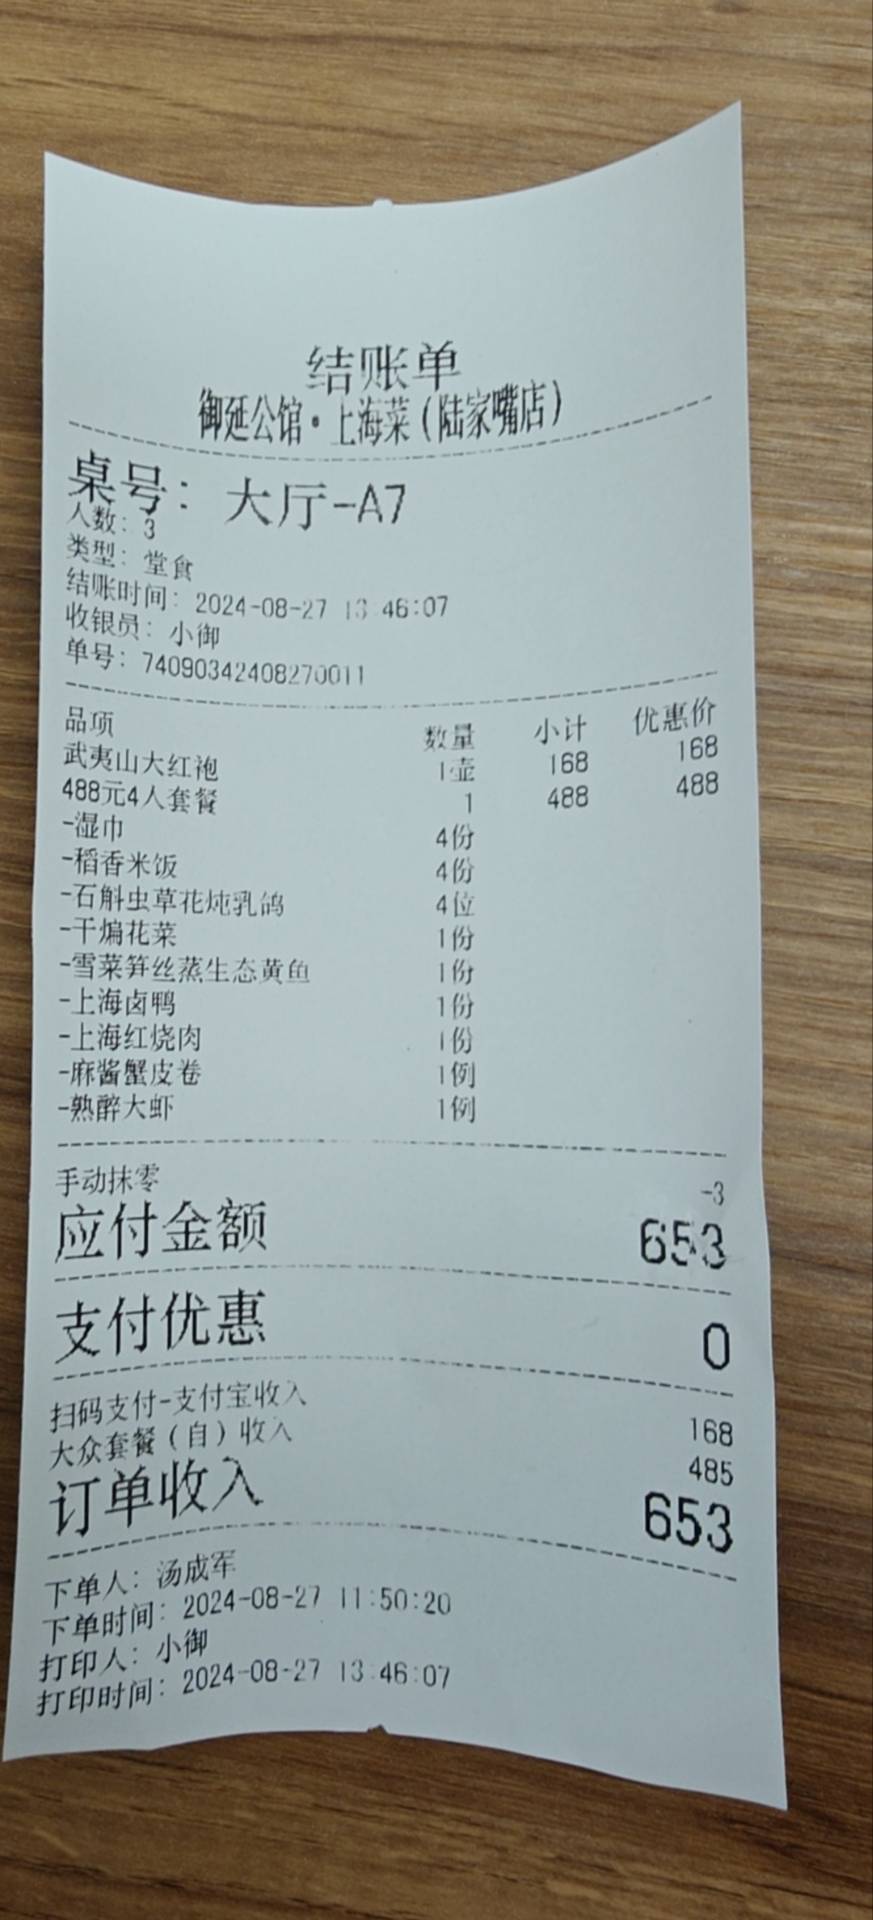 结账单
御延公馆·上海菜(陆家嘴店)
桌号: 大厅-A7
人数: 3
类型: 堂食
结账时间: 2024-08-27 13:46:07
收银员: 小御
单号: 74090342408270011
品项 数量 小计 优惠价
武夷山大红袍 1壶 168 168
488元4人套餐 1 488 488
-湿巾 4份
-稻香米饭 4份
-石斛虫草花炖乳鸽 4位
-干煸花菜 1份
-雪菜笋丝蒸生态黄鱼 1份
-上海卤鸭 1份
-上海红烧肉 1份
-麻酱蟹皮卷 1例
-熟醉大虾 1例
手动抹零 -3
应付金额 653
支付优惠 0
扫码支付-支付宝收入 168
大众套餐(自)收入 485
订单收入 653
下单人: 汤成军
下单时间: 2024-08-27 11:50:20
打印人: 小御
打印时间: 2024-08-27 13:46:07